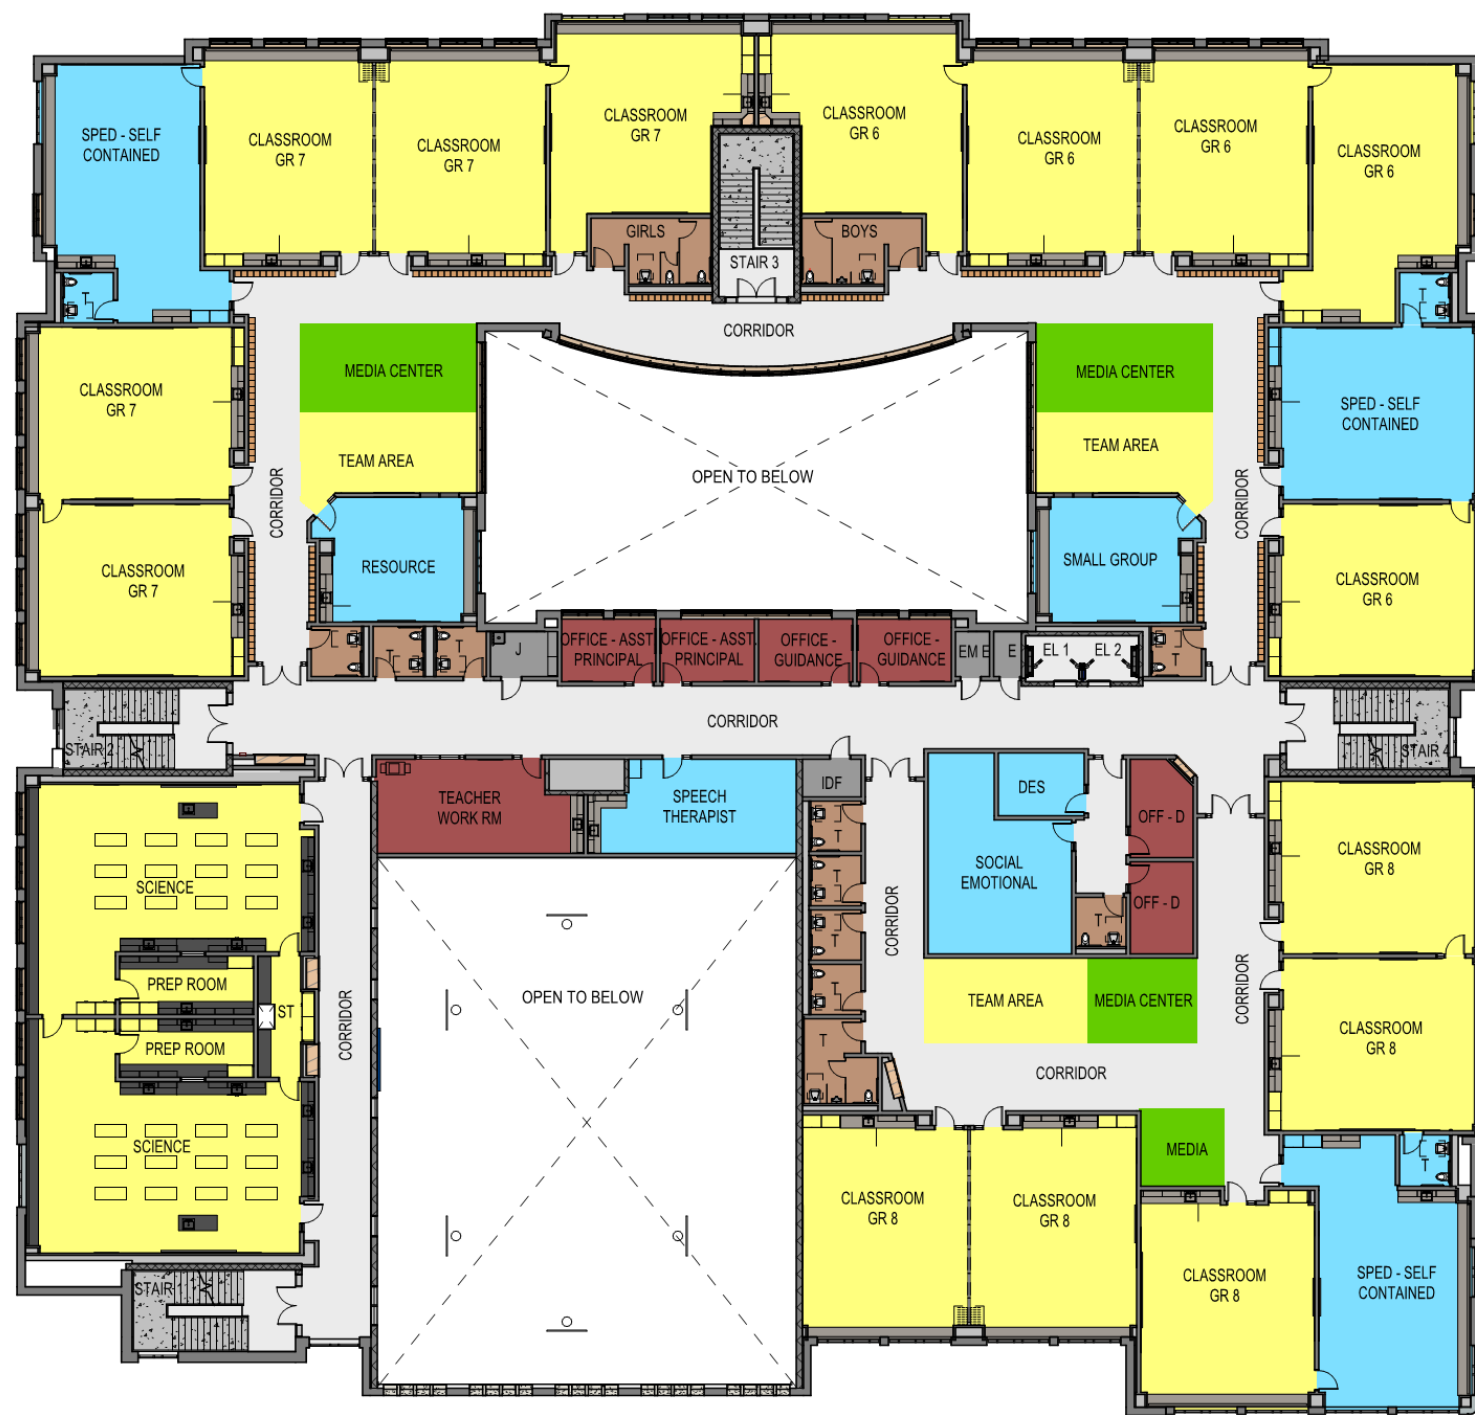 SPED - SELF
CONTAINED
CLASSROOM
GR 7
CLASSROOM
GR 7
CLASSROOM
GR 7
CLASSROOM
GR 6
CLASSROOM
GR 6
CLASSROOM
GR 6
CLASSROOM
GR 6
GIRLS
STAIR 3
BOYS
T
T
CORRIDOR
CLASSROOM
GR 7
MEDIA CENTER
TEAM AREA
OPEN TO BELOW
MEDIA CENTER
TEAM AREA
SPED - SELF
CONTAINED
CORRIDOR
CORRIDOR
CLASSROOM
GR 7
RESOURCE
SMALL GROUP
CLASSROOM
GR 6
T
T
J
OFFICE - ASST.
PRINCIPAL
OFFICE - ASST.
PRINCIPAL
OFFICE -
GUIDANCE
OFFICE -
GUIDANCE
EM E
E
EL 1
EL 2
T
STAIR 2
CORRIDOR
STAIR 4
TEACHER
WORK RM
SPEECH
THERAPIST
IDF
DES
OFF - D
SOCIAL
EMOTIONAL
T
T
T
T
T
T
OFF - D
CLASSROOM
GR 8
SCIENCE
PREP ROOM
ST
PREP ROOM
SCIENCE
CORRIDOR
OPEN TO BELOW
CORRIDOR
TEAM AREA
MEDIA CENTER
CORRIDOR
CLASSROOM
GR 8
CORRIDOR
MEDIA
T
STAIR 1
CLASSROOM
GR 8
CLASSROOM
GR 8
CLASSROOM
GR 8
SPED - SELF
CONTAINED